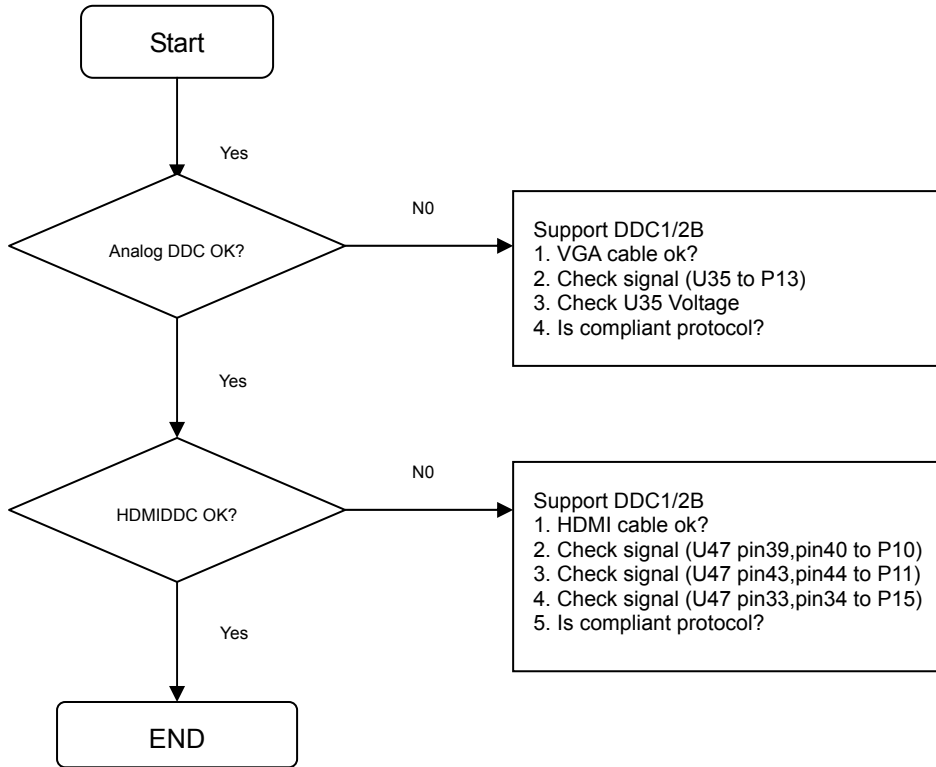 Start
Yes
Analog DDC OK?
N0
Support DDC1/2B
1. VGA cable ok?
2. Check signal (U35 to P13)
3. Check U35 Voltage
4. Is compliant protocol?
Yes
HDMIDDC OK?
N0
Support DDC1/2B
1. HDMI cable ok?
2. Check signal (U47 pin39,pin40 to P10)
3. Check signal (U47 pin43,pin44 to P11)
4. Check signal (U47 pin33,pin34 to P15)
5. Is compliant protocol?
Yes
END